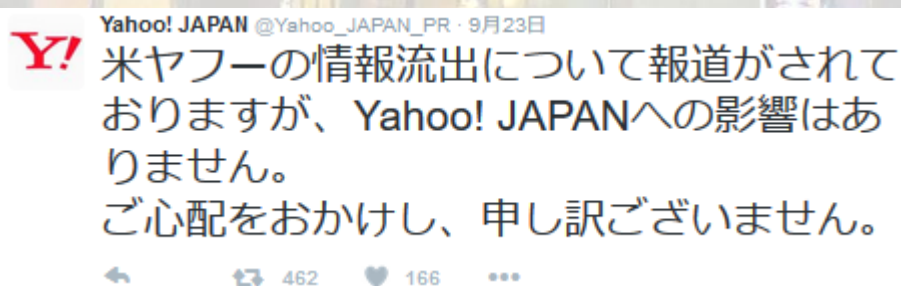 Yahoo! JAPAN @Yahoo_JAPAN_PR · 9月23日
Y!
米ヤフーの情報流出について報道がされて
おりますが、Yahoo! JAPANへの影響はあ
りません。
ご心配をおかけし、申し訳ございません。
462 166